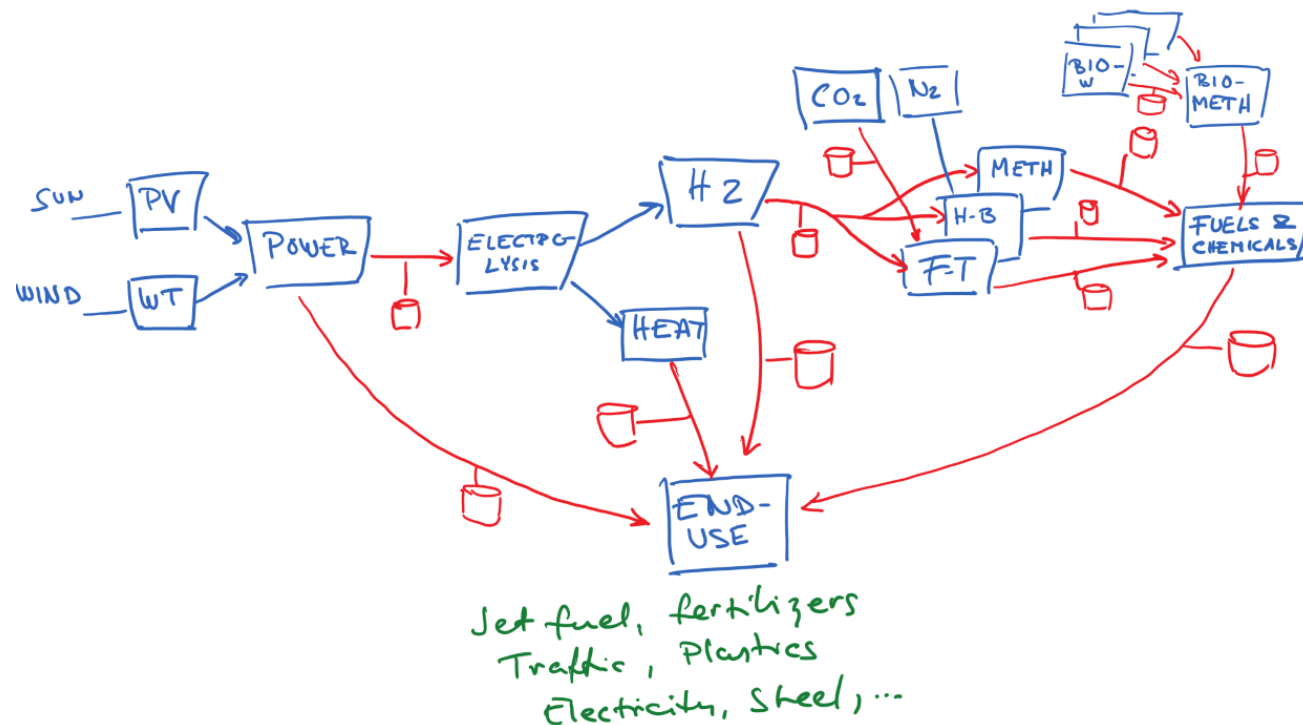 SUN
PV
WIND
WT
POWER
ELECTRO-
LYSIS
H2
HEAT
CO2
N2
METH
H-B
F-T
BIO-
W
BIO-
METH
FUELS &
CHEMICALS
END-
USE
Jet fuel, fertilizers
Traffic, Plastics
Electricity, Steel, ...